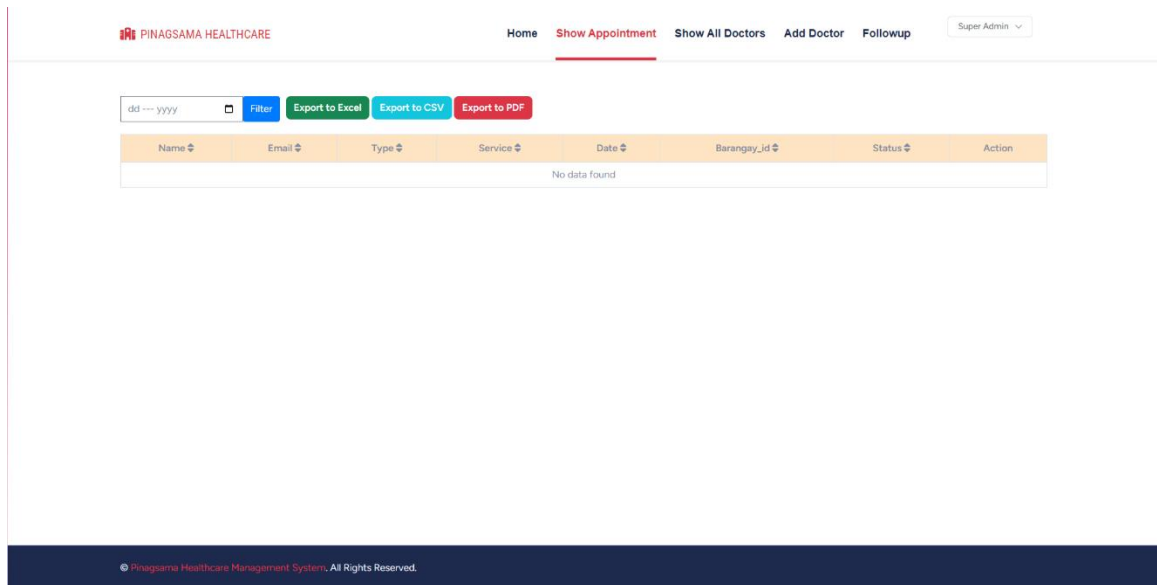 PINAGSAMA HEALTHCARE Home Show Appointment Show All Doctors Add Doctor Followup Super Admin
dd --- yyyy Filter Export to Excel Export to CSV Export to PDF
Name Email Type Service Date Barangay_id Status Action
No data found
© Pinagsama Healthcare Management System. All Rights Reserved.